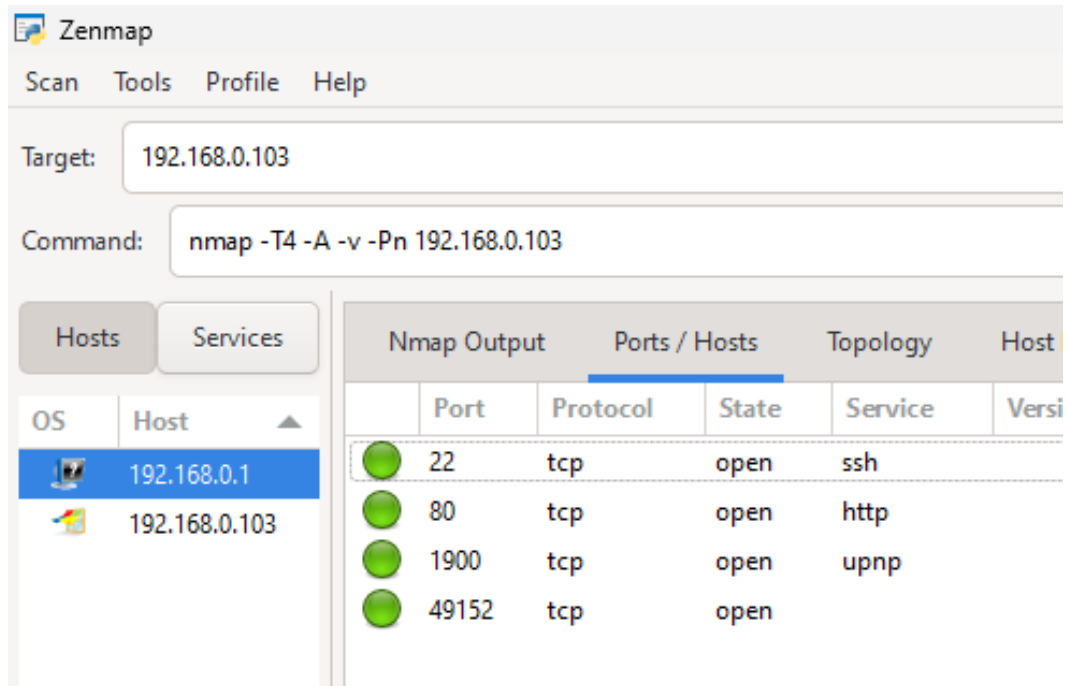 Zenmap
Scan Tools Profile Help
Target: 192.168.0.103
Command: nmap -T4 -A -v -Pn 192.168.0.103
Hosts Services
Nmap Output Ports / Hosts Topology Host
OS Host
Port Protocol State Service Versi
192.168.0.1
192.168.0.103
22 tcp open ssh
80 tcp open http
1900 tcp open upnp
49152 tcp open